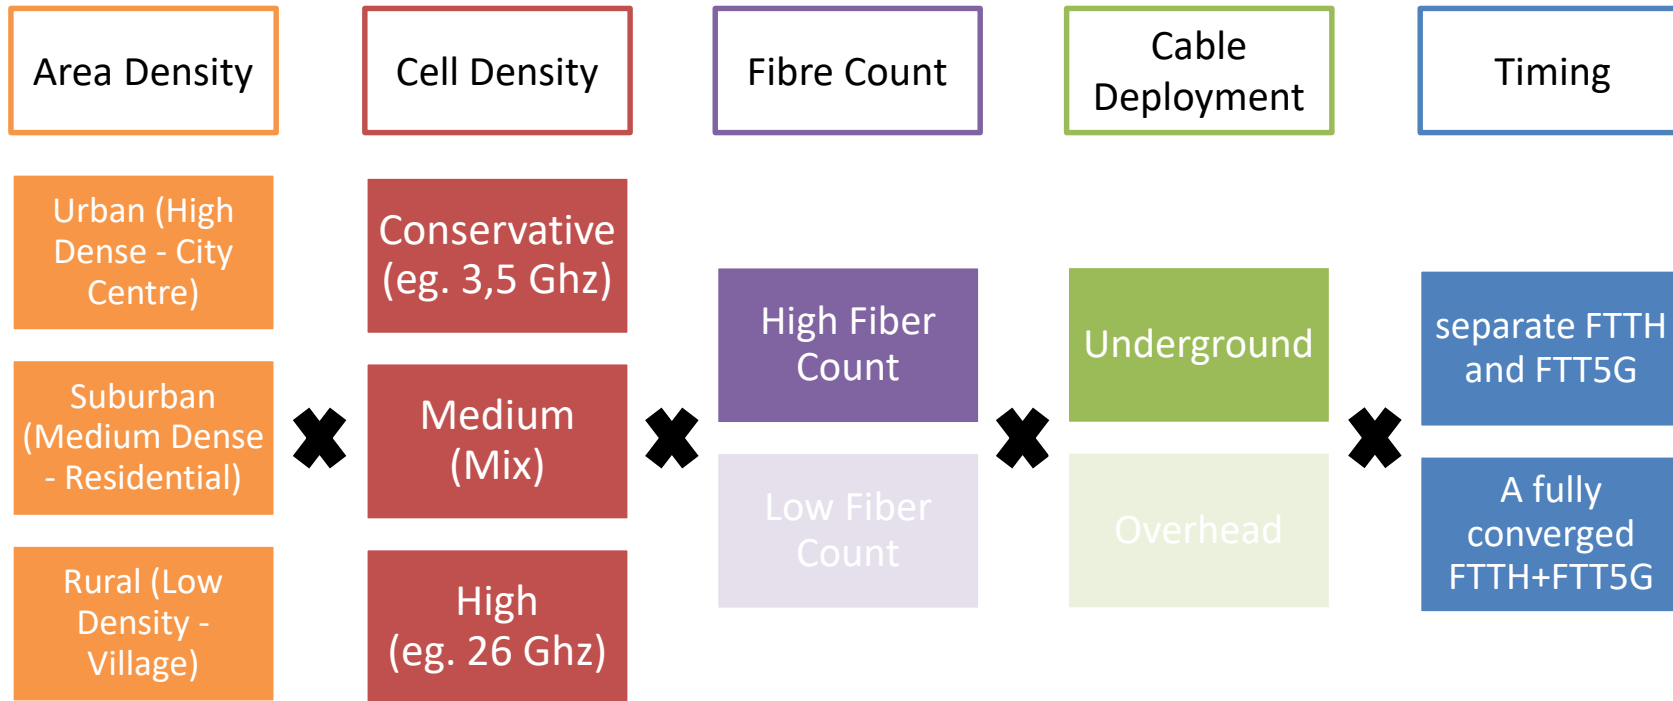 Area Density
Cell Density
Fibre Count
Cable
Deployment
Timing
Urban (High
Dense - City
Centre)
Suburban
(Medium Dense
- Residential)
Rural (Low
Density -
Village)
Conservative
(eg. 3,5 Ghz)
Medium
(Mix)
High
(eg. 26 Ghz)
High Fiber
Count
Low Fiber
Count
Underground
Overhead
separate FTTH
and FTT5G
A fully
converged
FTTH+FTT5G